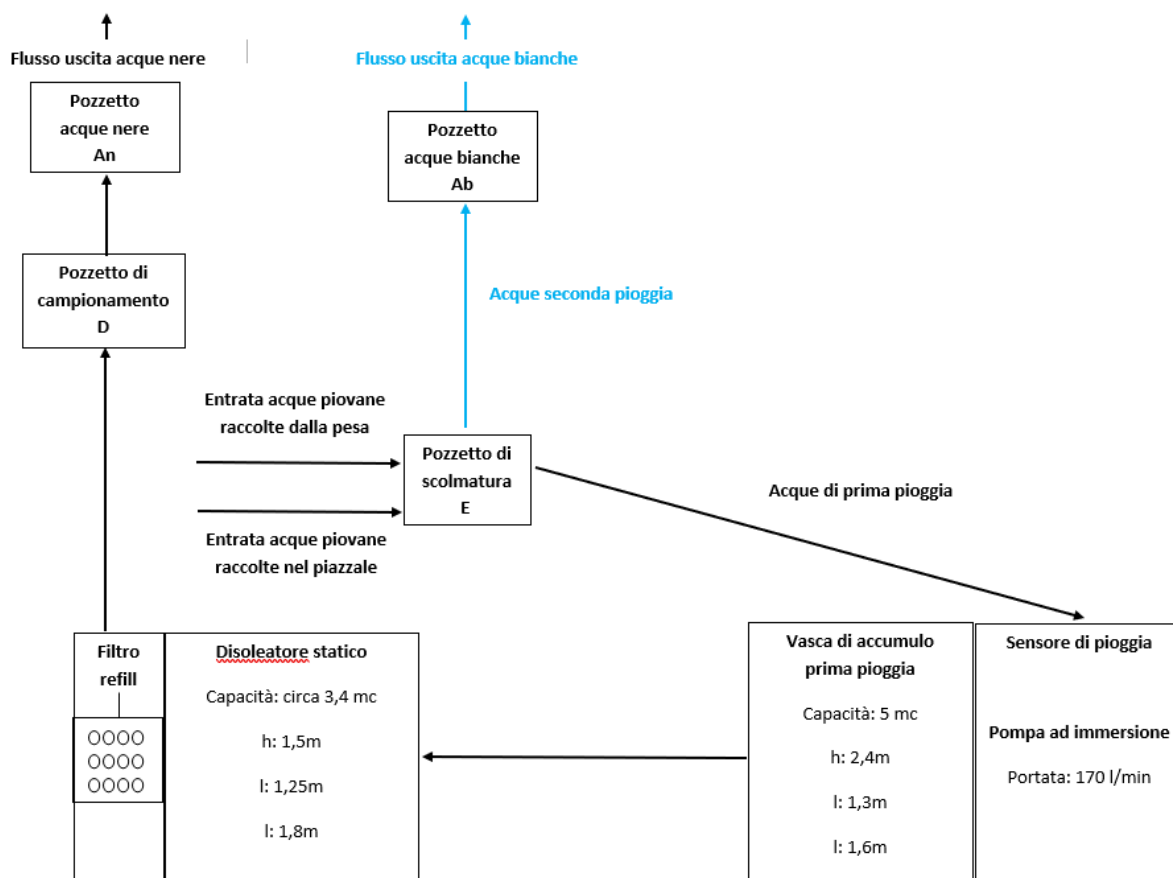 Flusso uscita acque nere
Pozzetto
acque nere
An
Pozzetto di
campionamento
D
Flusso uscita acque bianche
Pozzetto
acque bianche
Ab
Acque seconda pioggia
Entrata acque piovane
raccolte dalla pesa
Entrata acque piovane
raccolte nel piazzale
Pozzetto di
scolmatura
E
Acque di prima pioggia
Filtro
refill
OOOO
OOOO
OOOO
Disoleatore statico
Capacità: circa 3,4 mc
h: 1,5m
l: 1,25m
l: 1,8m
Vasca di accumulo
prima pioggia
Capacità: 5 mc
h: 2,4m
l: 1,3m
l: 1,6m
Sensore di pioggia
Pompa ad immersione
Portata: 170 l/min